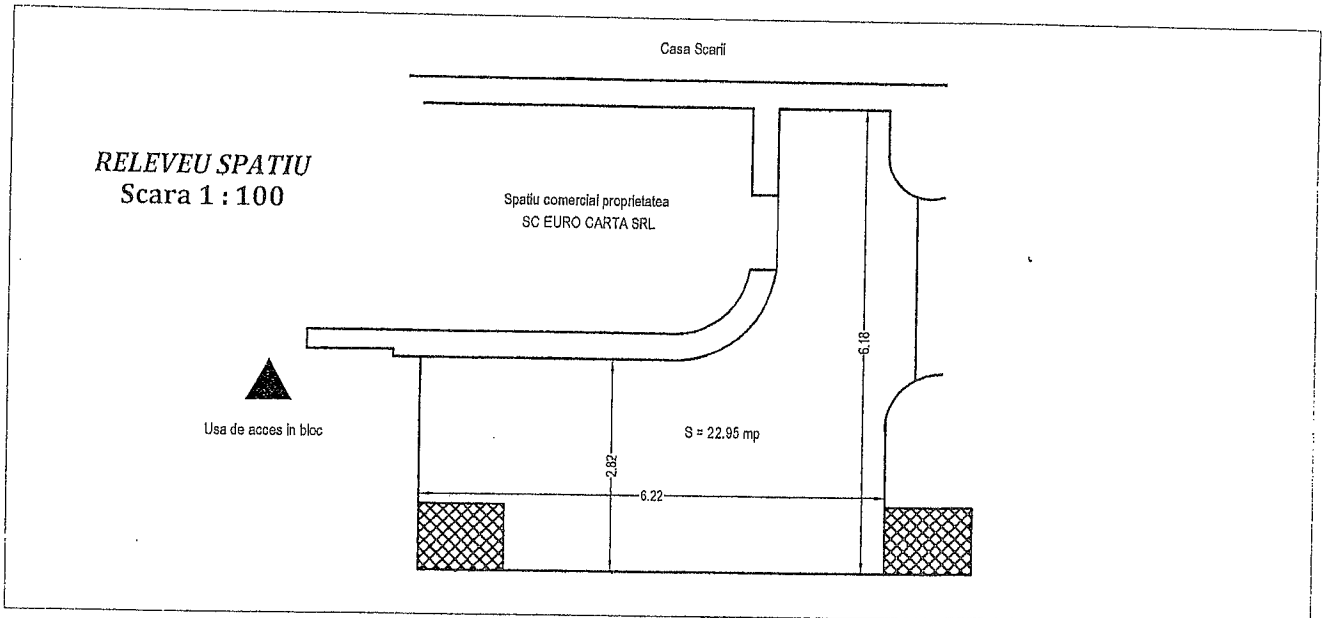 Casa Scarii
RELEVEU SPATIU
Scara 1 : 100
Spatiu comercial proprietatea
SC EURO CARTA SRL
6.18
Usa de acces in bloc
S = 22.95 mp
2.82
6.22